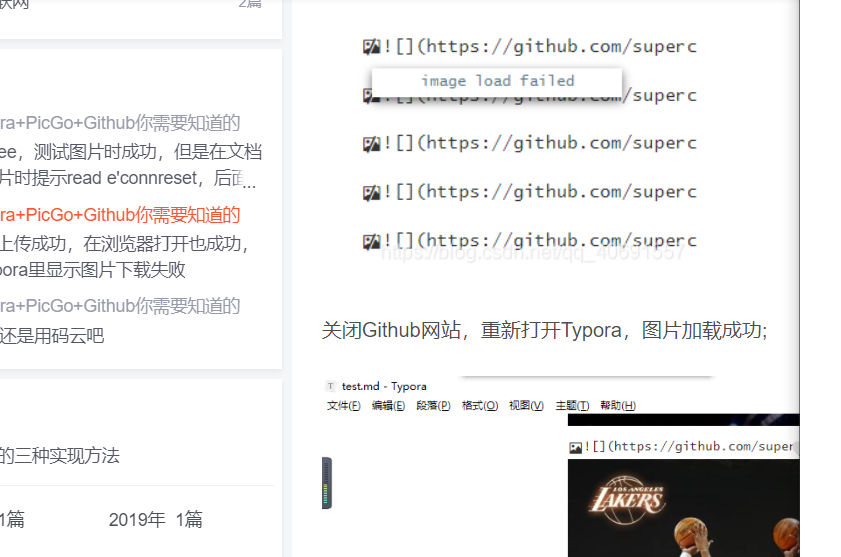 联网
2篇
ra+PicGo+Github你需要知道的
ee，测试图片时成功，但是在文档
片时提示read e'connreset，后面...
ra+PicGo+Github你需要知道的
上传成功，在浏览器打开也成功，
pora里显示图片下载失败
ra+PicGo+Github你需要知道的
还是用码云吧
的三种实现方法
1篇
2019年 1篇
![](https://github.com/superc
image load failed
![](https://github.com/superc
![](https://github.com/superc
![](https://github.com/superc
![](https://github.com/superc
https://blog.csdn.net/qq_40691557
关闭Github网站，重新打开Typora，图片加载成功;
test.md - Typora
文件(F) 编辑(E) 段落(P) 格式(O) 视图(V) 主题(T) 帮助(H)
![](https://github.com/super
LOS ANGELES
LAKERS